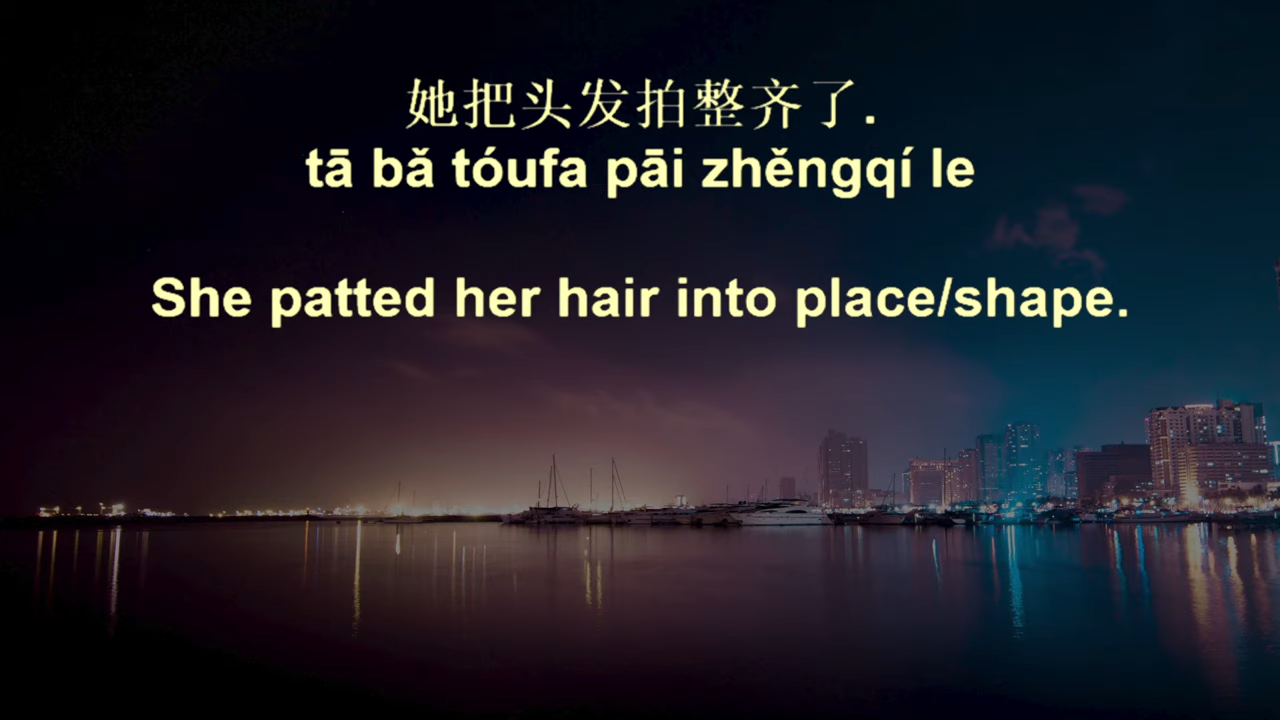 她把头发拍整齐了.
tā bǎ tóufa pāi zhěngqí le
She patted her hair into place/shape.